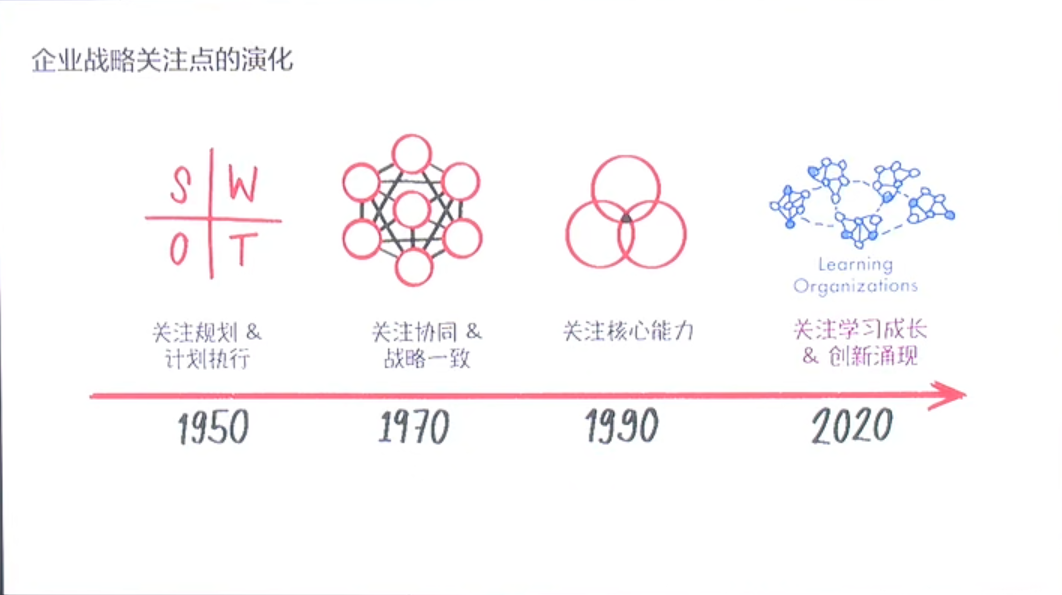 企业战略关注点的演化
S W
O T
Learning
Organizations
关注规划 &
计划执行
关注协同 &
战略一致
关注核心能力
关注学习成长
& 创新涌现
1950 1970 1990 2020